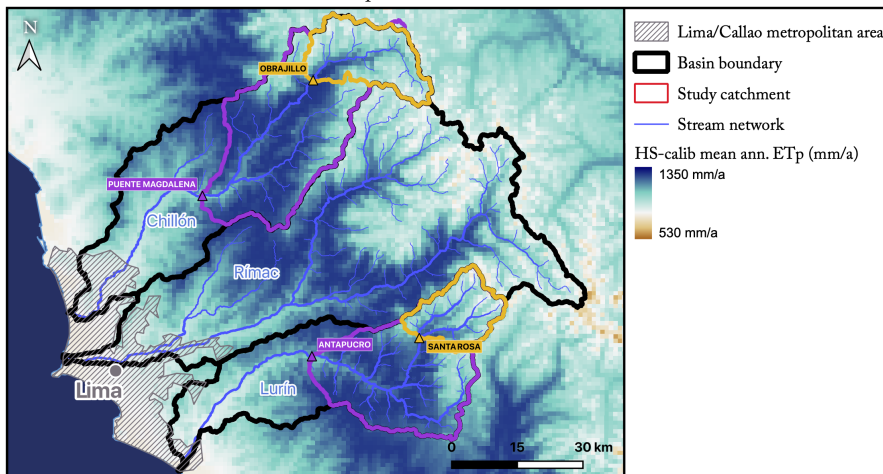 N
OBRAJILLO
PUENTE MAGDALENA
Chillón
Rímac
ANTAPUCRO
SANTA ROSA
Lima
Lurín
0 15 30 km
Lima/Callao metropolitan area
Basin boundary
Study catchment
Stream network
HS-calib mean ann. ETp (mm/a)
1350 mm/a
530 mm/a